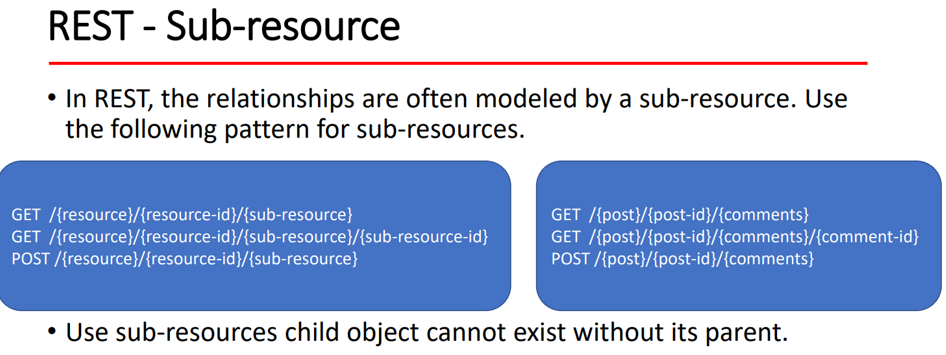 REST - Sub-resource
• In REST, the relationships are often modeled by a sub-resource. Use
the following pattern for sub-resources.
GET /{resource}/{resource-id}/{sub-resource}
GET /{resource}/{resource-id}/{sub-resource}/{sub-resource-id}
POST /{resource}/{resource-id}/{sub-resource}
GET /{post}/{post-id}/{comments}
GET /{post}/{post-id}/{comments}/{comment-id}
POST /{post}/{post-id}/{comments}
• Use sub-resources child object cannot exist without its parent.